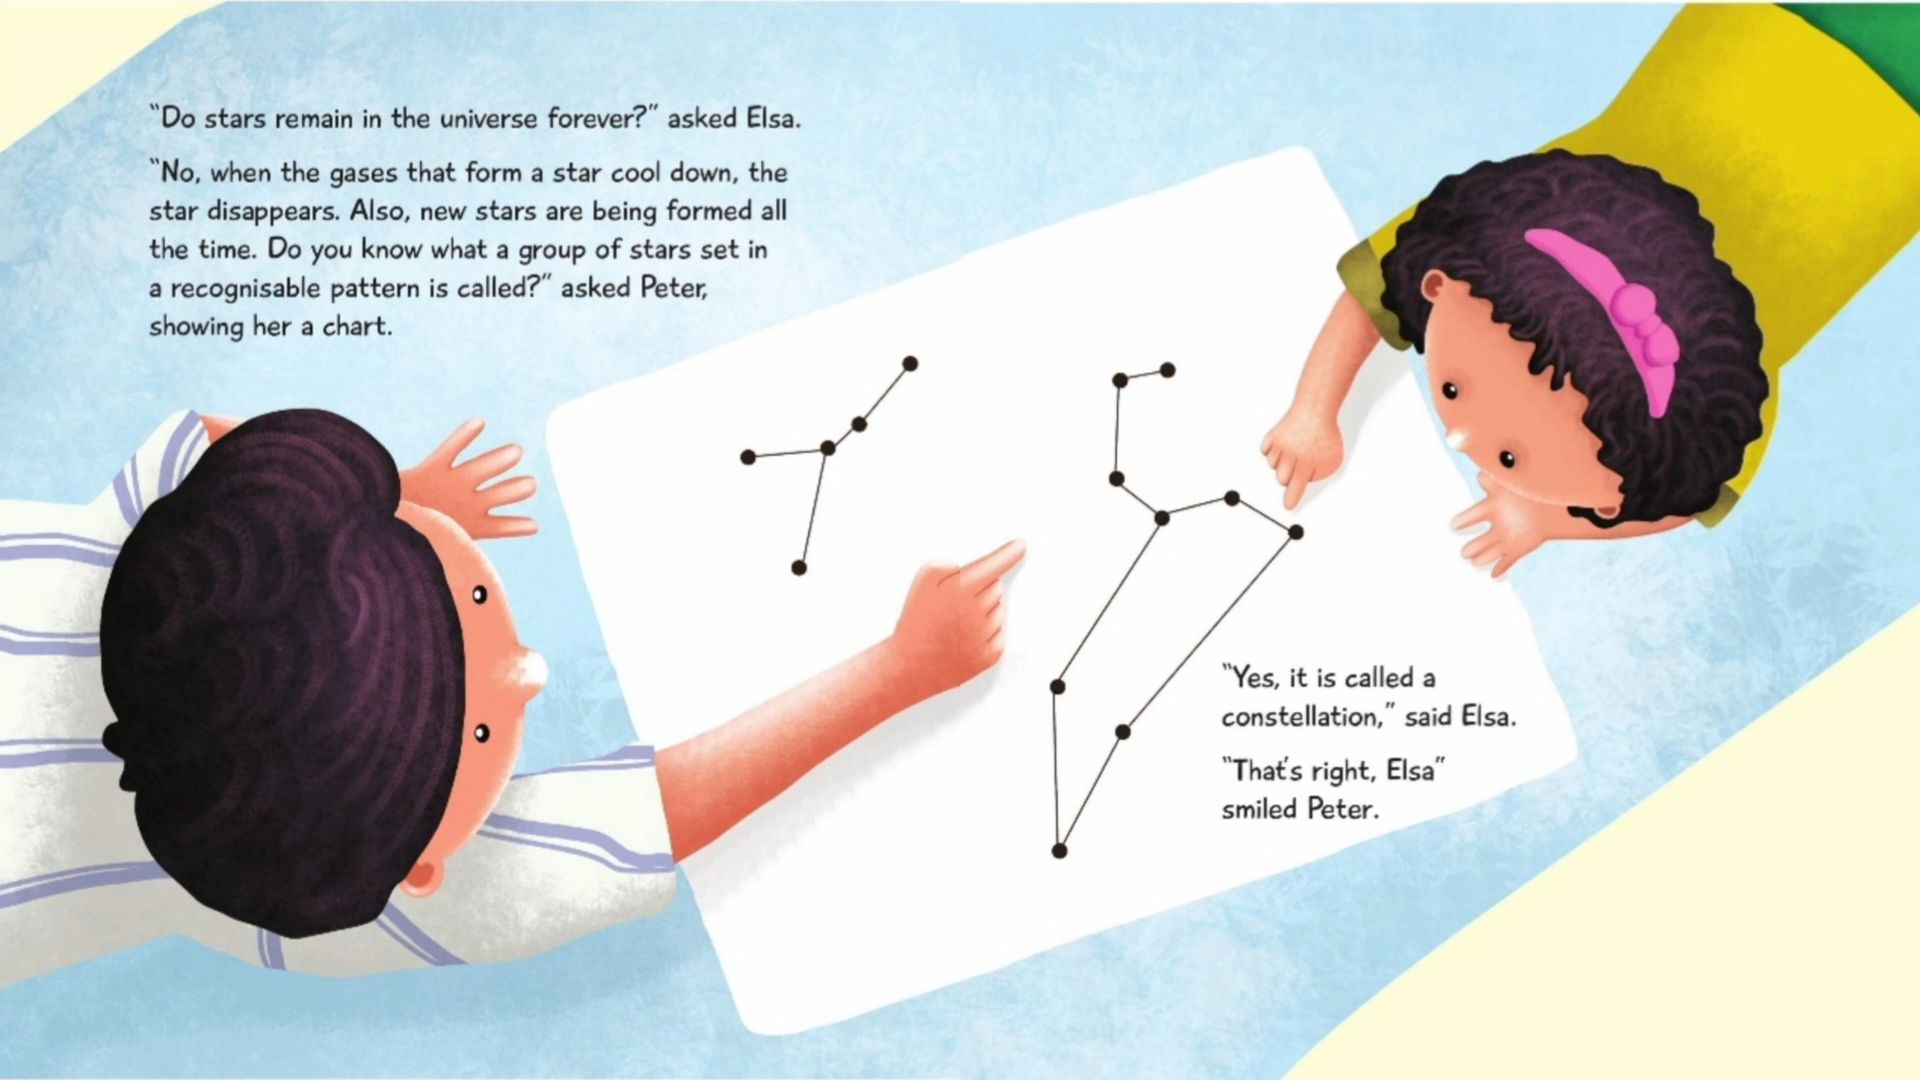 “Do stars remain in the universe forever?” asked Elsa.
“No, when the gases that form a star cool down, the
star disappears. Also, new stars are being formed all
the time. Do you know what a group of stars set in
a recognisable pattern is called?” asked Peter,
showing her a chart.
“Yes, it is called a
constellation,” said Elsa.
“That's right, Elsa”
smiled Peter.